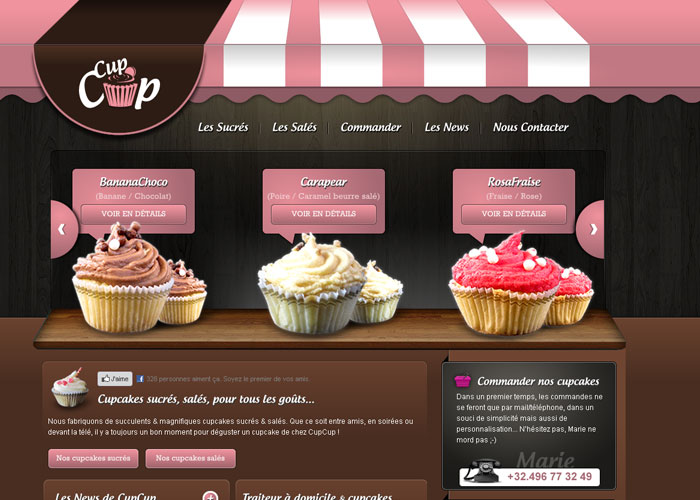 Cup
Cup
Les Sucrés
Les Salés
Commander
Les News
Nous Contacter
BananaChoco
(Banane / Chocolat)
VOIR EN DÉTAILS
Carapear
(Poire / Caramel beurre salé)
VOIR EN DÉTAILS
RosaFraise
(Fraise / Rose)
VOIR EN DÉTAILS
J'aime
325 personnes aiment ça. Soyez le premier de vos amis.
Cupcakes sucrés, salés, pour tous les goûts...
Nous fabriquons de succulents & magnifiques cupcakes sucrés & salés. Que ce soit entre amis, en soirées ou
devant la télé, il y a toujours un bon moment pour déguster un cupcake de chez CupCup !
Nos cupcakes sucrés
Nos cupcakes salés
Commander nos cupcakes
Dans un premier temps, les commandes ne
se feront que par mail/téléphone, dans un
souci de simplicité mais aussi de
personnalisation... N'hésitez pas, Marie ne
mord pas ;-)
Marie
+32.496 77 32 49
Les News de CupCup
Traiteur à domicile & cupcakes